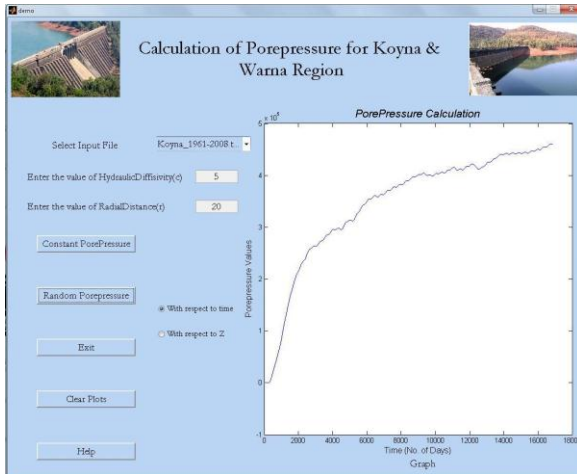 demo
Calculation of Porepressure for Koyna &
Warna Region
Select Input File
Koyna_1961-2008 t...
Enter the value of HydraulicDiffisivity(c)
5
Enter the value of RadialDistance(r)
20
Constant PorePressure
Random Porepressure
With respect to time
With respect to Z
Exit
Clear Plots
Help
PorePressure Calculation
x 10⁴
Porepressure Values
5
4
3
2
1
0
-1
0 2000 4000 6000 8000 10000 12000 14000 16000 18000
Time (No. of Days)
Graph